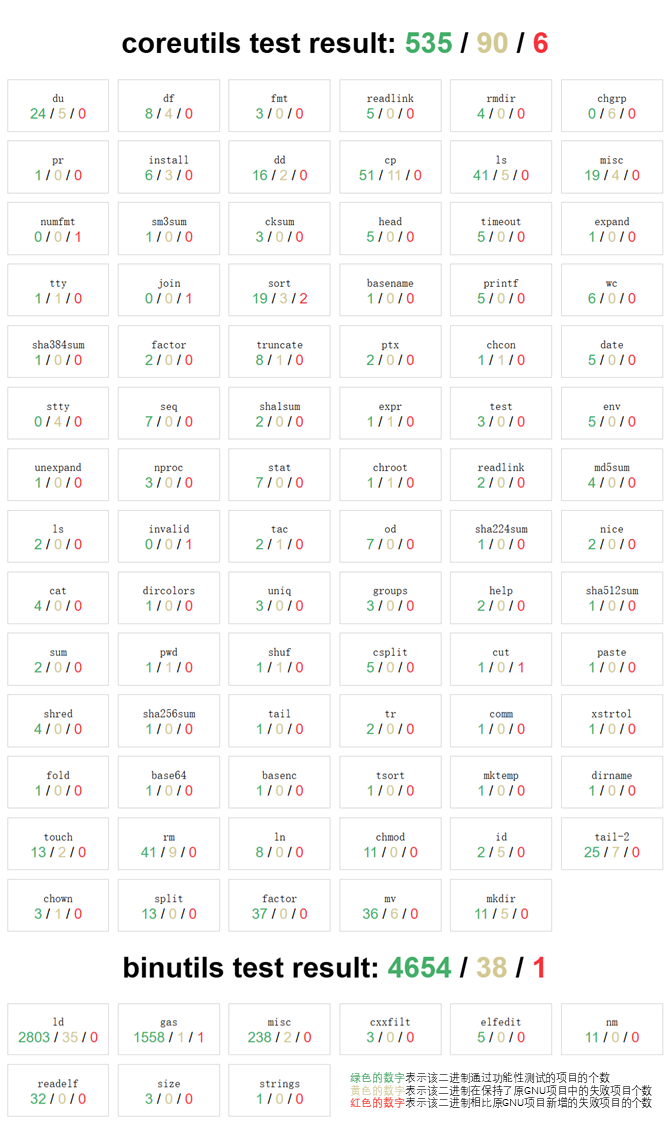 coreutils test result: 535 / 90 / 6
du df fmt readlink rmdir chgrp
24 / 5 / 0 8 / 4 / 0 3 / 0 / 0 5 / 0 / 0 4 / 0 / 0 0 / 6 / 0
pr install dd cp ls misc
1 / 0 / 0 6 / 3 / 0 16 / 2 / 0 51 / 11 / 0 41 / 5 / 0 19 / 4 / 0
numfmt sm3sum cksum head timeout expand
0 / 0 / 1 1 / 0 / 0 3 / 0 / 0 5 / 0 / 0 5 / 0 / 0 1 / 0 / 0
tty join sort basename printf wc
1 / 1 / 0 0 / 0 / 1 19 / 3 / 2 1 / 0 / 0 5 / 0 / 0 6 / 0 / 0
sha384sum factor truncate ptx chcon date
1 / 0 / 0 2 / 0 / 0 8 / 1 / 0 2 / 0 / 0 1 / 1 / 0 5 / 0 / 0
stty seq sha1sum expr test env
0 / 4 / 0 7 / 0 / 0 2 / 0 / 0 1 / 1 / 0 3 / 0 / 0 5 / 0 / 0
unexpand nproc stat chroot readlink md5sum
1 / 0 / 0 3 / 0 / 0 7 / 0 / 0 1 / 1 / 0 2 / 0 / 0 4 / 0 / 0
ls invalid tac od sha224sum nice
2 / 0 / 0 0 / 0 / 1 2 / 1 / 0 7 / 0 / 0 1 / 0 / 0 2 / 0 / 0
cat dircolors uniq groups help sha512sum
4 / 0 / 0 1 / 0 / 0 3 / 0 / 0 3 / 0 / 0 2 / 0 / 0 1 / 0 / 0
sum pwd shuf csplit cut paste
2 / 0 / 0 1 / 1 / 0 1 / 1 / 0 5 / 0 / 0 1 / 0 / 1 1 / 0 / 0
shred sha256sum tail tr comm xstrtol
4 / 0 / 0 1 / 0 / 0 1 / 0 / 0 2 / 0 / 0 1 / 0 / 0 1 / 0 / 0
fold base64 basenc tsort mktemp dirname
1 / 0 / 0 1 / 0 / 0 1 / 0 / 0 1 / 0 / 0 1 / 0 / 0 1 / 0 / 0
touch rm ln chmod id tail-2
13 / 2 / 0 41 / 9 / 0 8 / 0 / 0 11 / 0 / 0 2 / 5 / 0 25 / 7 / 0
chown split factor mv mkdir
3 / 1 / 0 13 / 0 / 0 37 / 0 / 0 36 / 6 / 0 11 / 5 / 0
binutils test result: 4654 / 38 / 1
ld gas misc cxxfilt elfedit nm
2803 / 35 / 0 1558 / 1 / 1 238 / 2 / 0 3 / 0 / 0 5 / 0 / 0 11 / 0 / 0
readelf size strings
32 / 0 / 0 3 / 0 / 0 1 / 0 / 0
绿色的数字表示该二进制通过功能性测试的项目的个数
黄色的数字表示该二进制在保持了原GNU项目中的失败项目个数
红色的数字表示该二进制相比原GNU项目新增的失败项目的个数